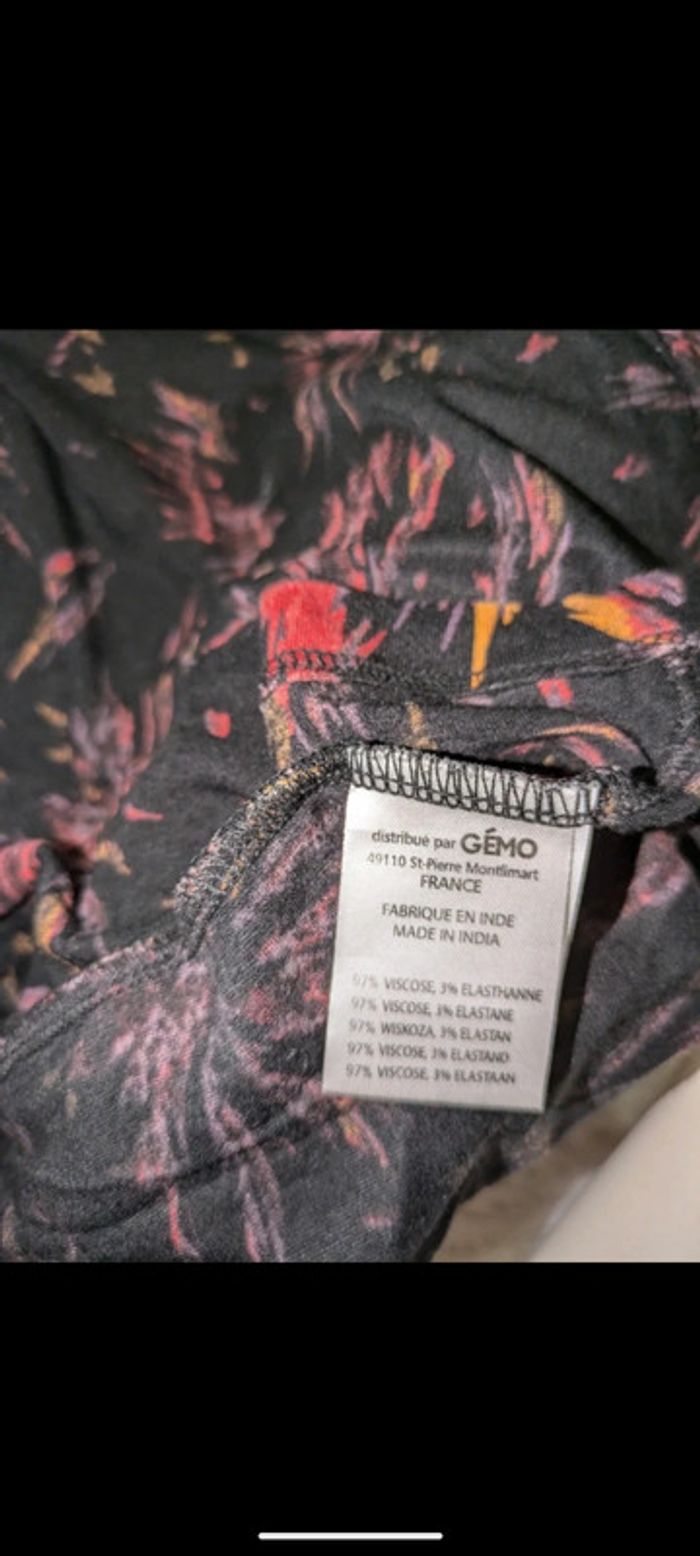 distribué par GÉMO
49110 St-Pierre Montlimart
FRANCE
FABRIQUE EN INDE
MADE IN INDIA
97% VISCOSE, 3% ELASTHANNE
97% VISCOSE, 3% ELASTANE
97% WISKOZA, 3% ELASTAN
97% VISCOSE, 3% ELASTANO
97% VISCOSE, 3% ELASTAAN